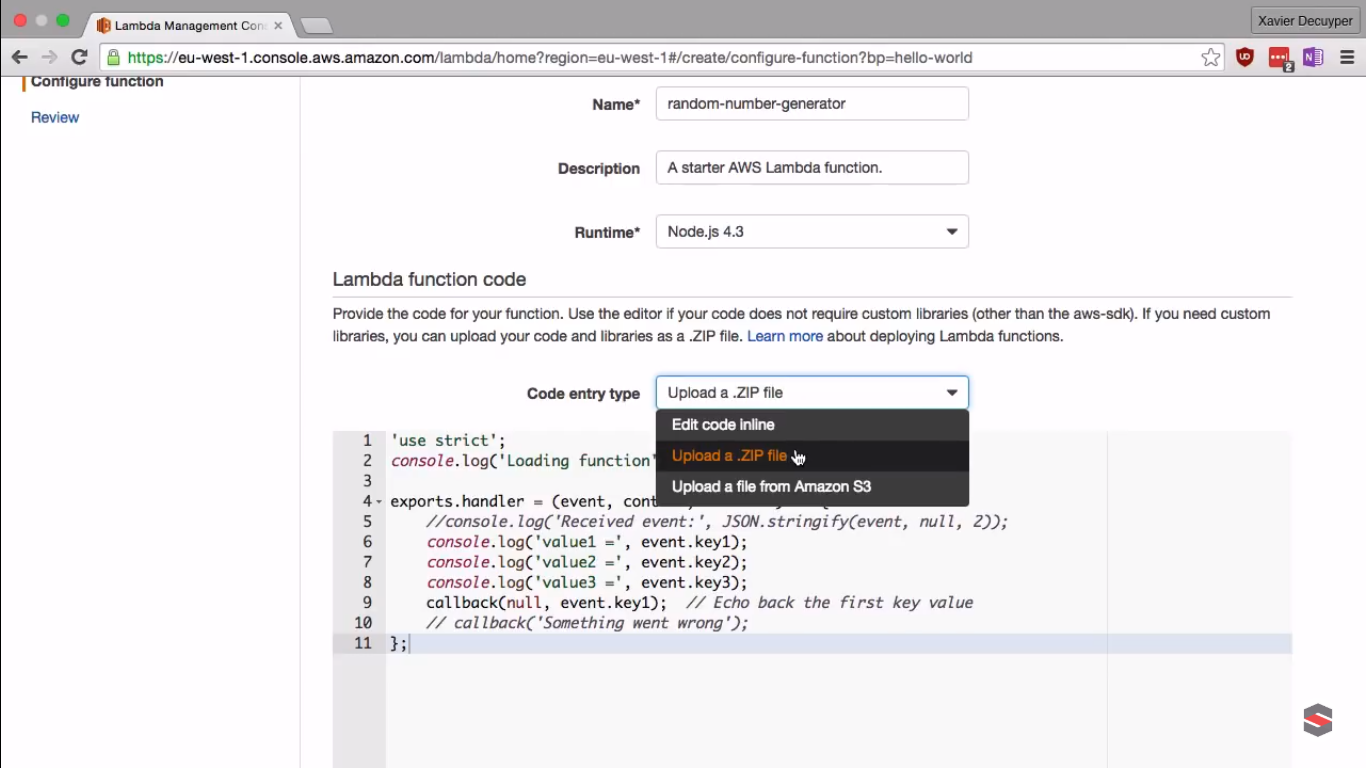 Lambda Management Con
Xavier Decuyper
https://eu-west-1.console.aws.amazon.com/lambda/home?region=eu-west-1#/create/configure-function?bp=hello-world
2
Configure function
Review
Name* random-number-generator
Description A starter AWS Lambda function.
Runtime* Node.js 4.3
Lambda function code
Provide the code for your function. Use the editor if your code does not require custom libraries (other than the aws-sdk). If you need custom
libraries, you can upload your code and libraries as a .ZIP file. Learn more about deploying Lambda functions.
Code entry type Upload a .ZIP file
Edit code inline
Upload a .ZIP file
Upload a file from Amazon S3
1 'use strict';
2 console.log('Loading function'
3
4 exports.handler = (event, cont
5 //console.log('Received event:', JSON.stringify(event, null, 2));
6 console.log('value1 =', event.key1);
7 console.log('value2 =', event.key2);
8 console.log('value3 =', event.key3);
9 callback(null, event.key1); // Echo back the first key value
10 // callback('Something went wrong');
11 };